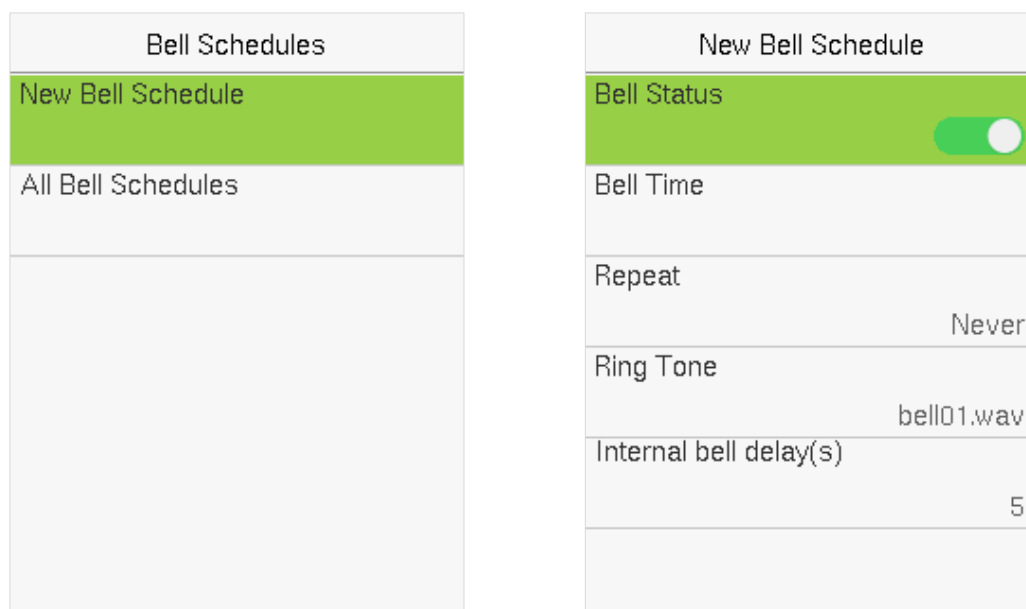 Bell Schedules
New Bell Schedule
All Bell Schedules
New Bell Schedule
Bell Status
Bell Time
Repeat
Never
Ring Tone
bell01.wav
Internal bell delay(s)
5